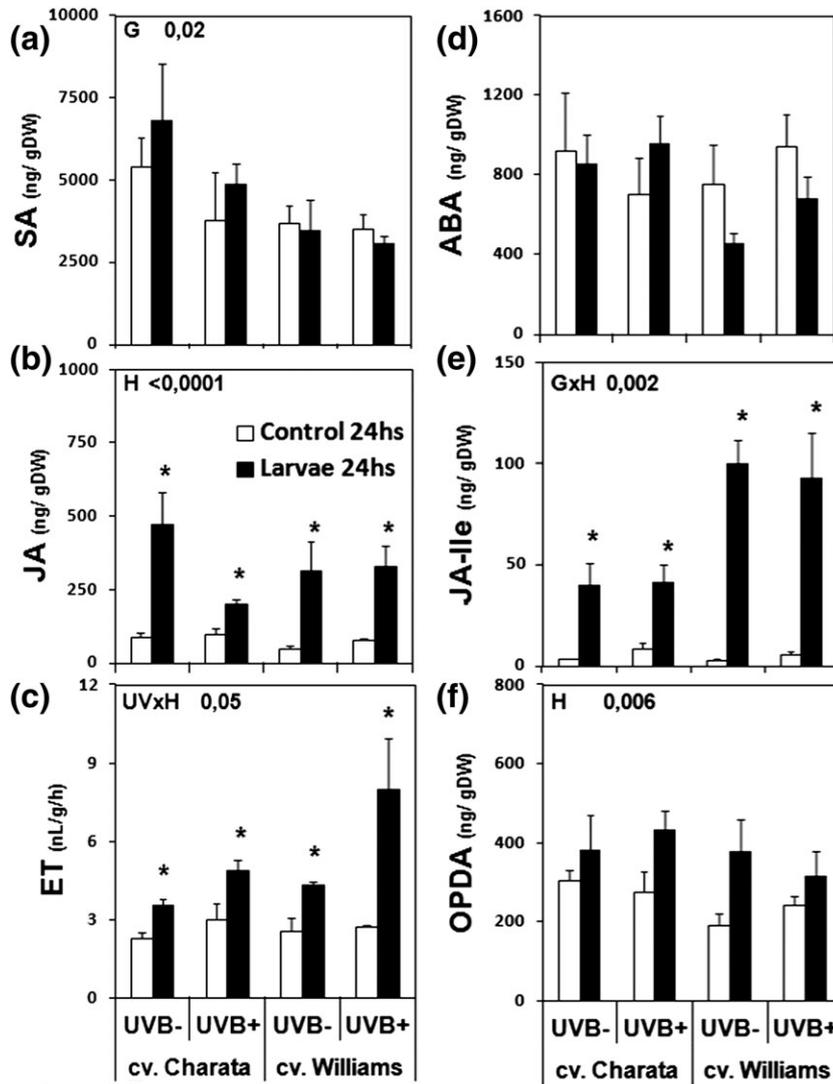 (a)
G 0,02
SA (ng/ gDW)
10000
7500
5000
2500
0
(b)
H <0,0001
Control 24hs
Larvae 24hs
JA (ng/ gDW)
1000
750
500
250
0
* * * *
(c)
UVxH 0,05
ET (nL/g/h)
12
9
6
3
0
* * * *
UVB- UVB+ UVB- UVB+
cv. Charata cv. Williams
(d)
ABA (ng/ gDW)
1600
1200
800
400
0
(e)
GxH 0,002
JA-Ile (ng/ gDW)
150
100
50
0
* * * *
(f)
H 0,006
OPDA (ng/ gDW)
800
600
400
200
0
UVB- UVB+ UVB- UVB+
cv. Charata cv. Williams